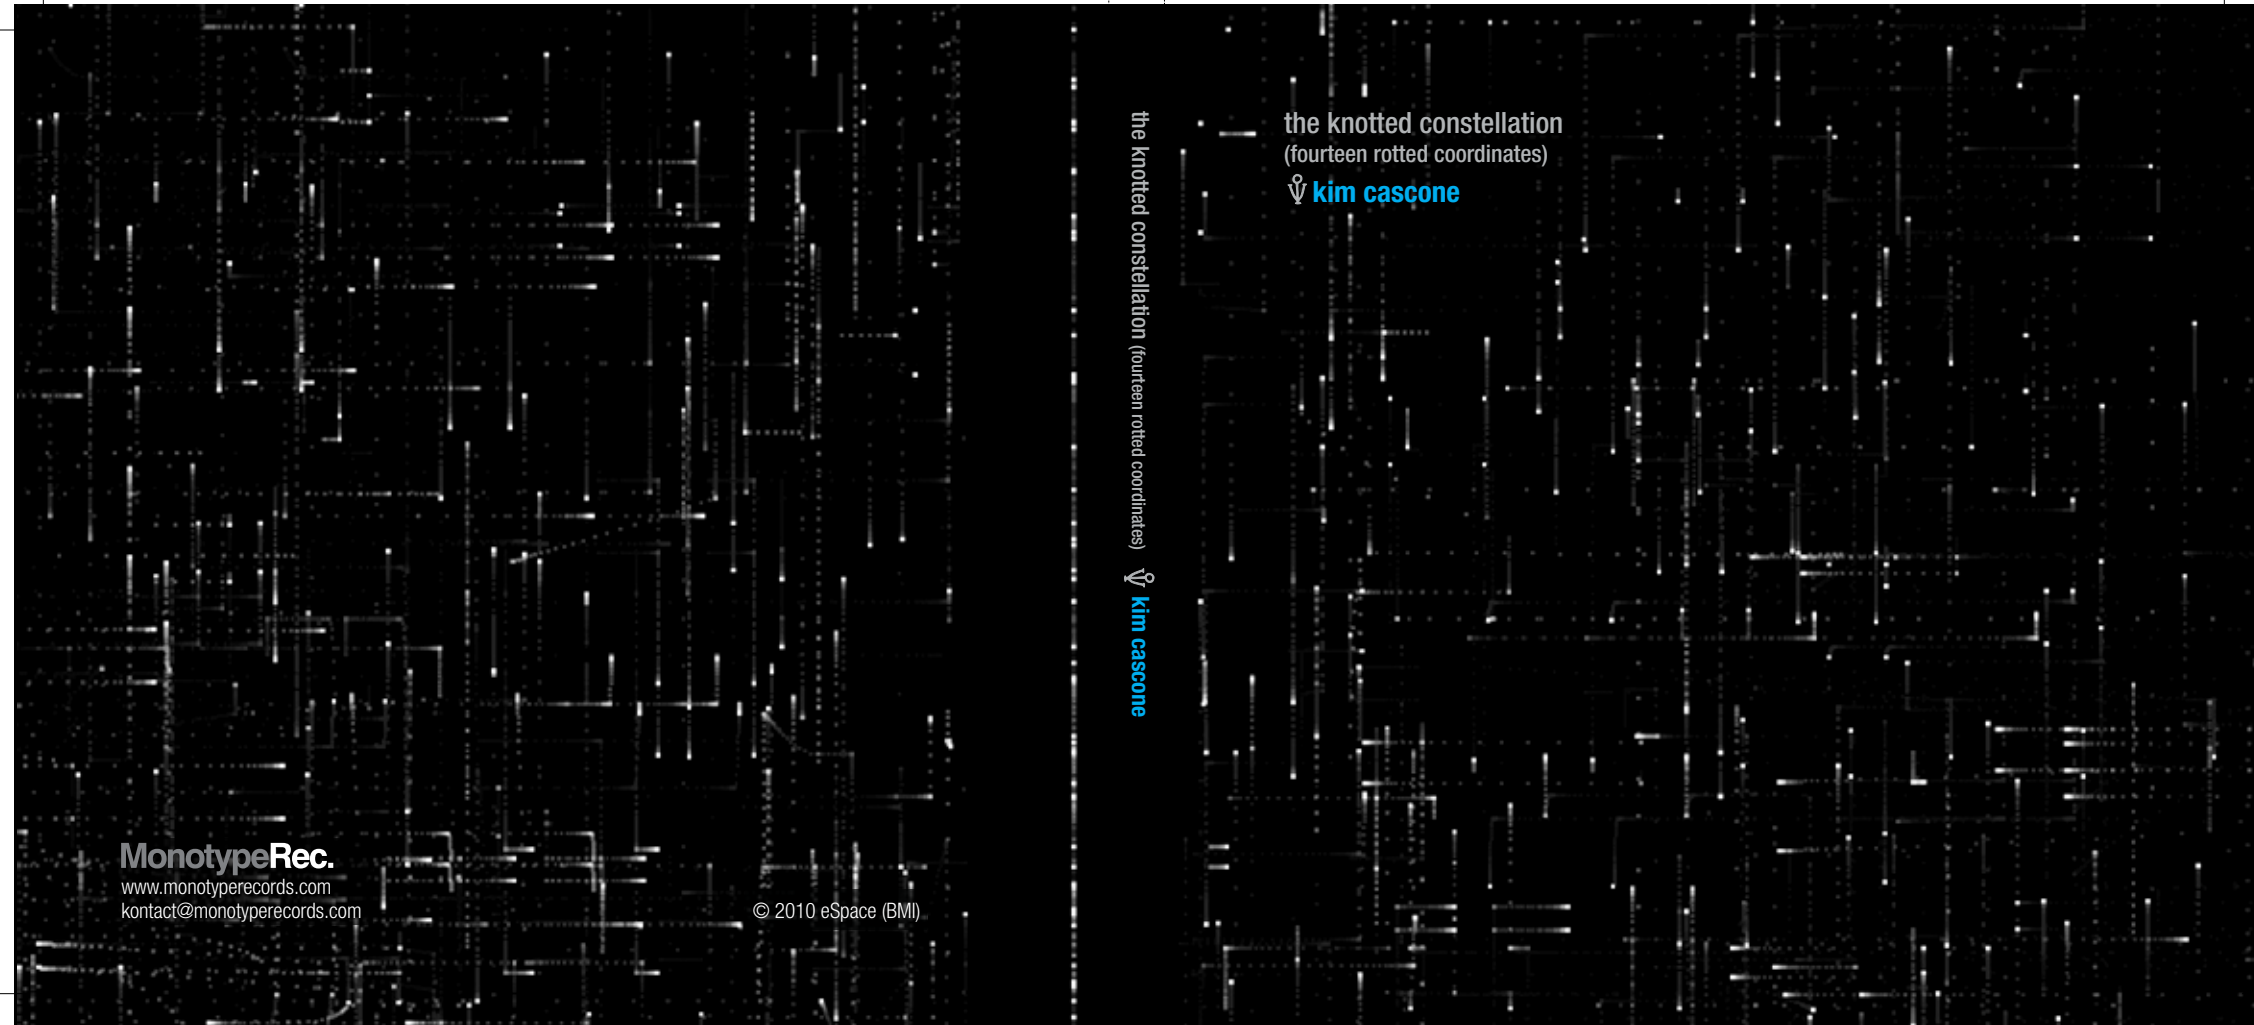 the knotted constellation
(fourteen rotted coordinates)
kim cascone
the knotted constellation (fourteen rotted coordinates) kim cascone
MonotypeRec.
www.monotyperecords.com
kontact@monotyperecords.com
© 2010 eSpace (BMI)